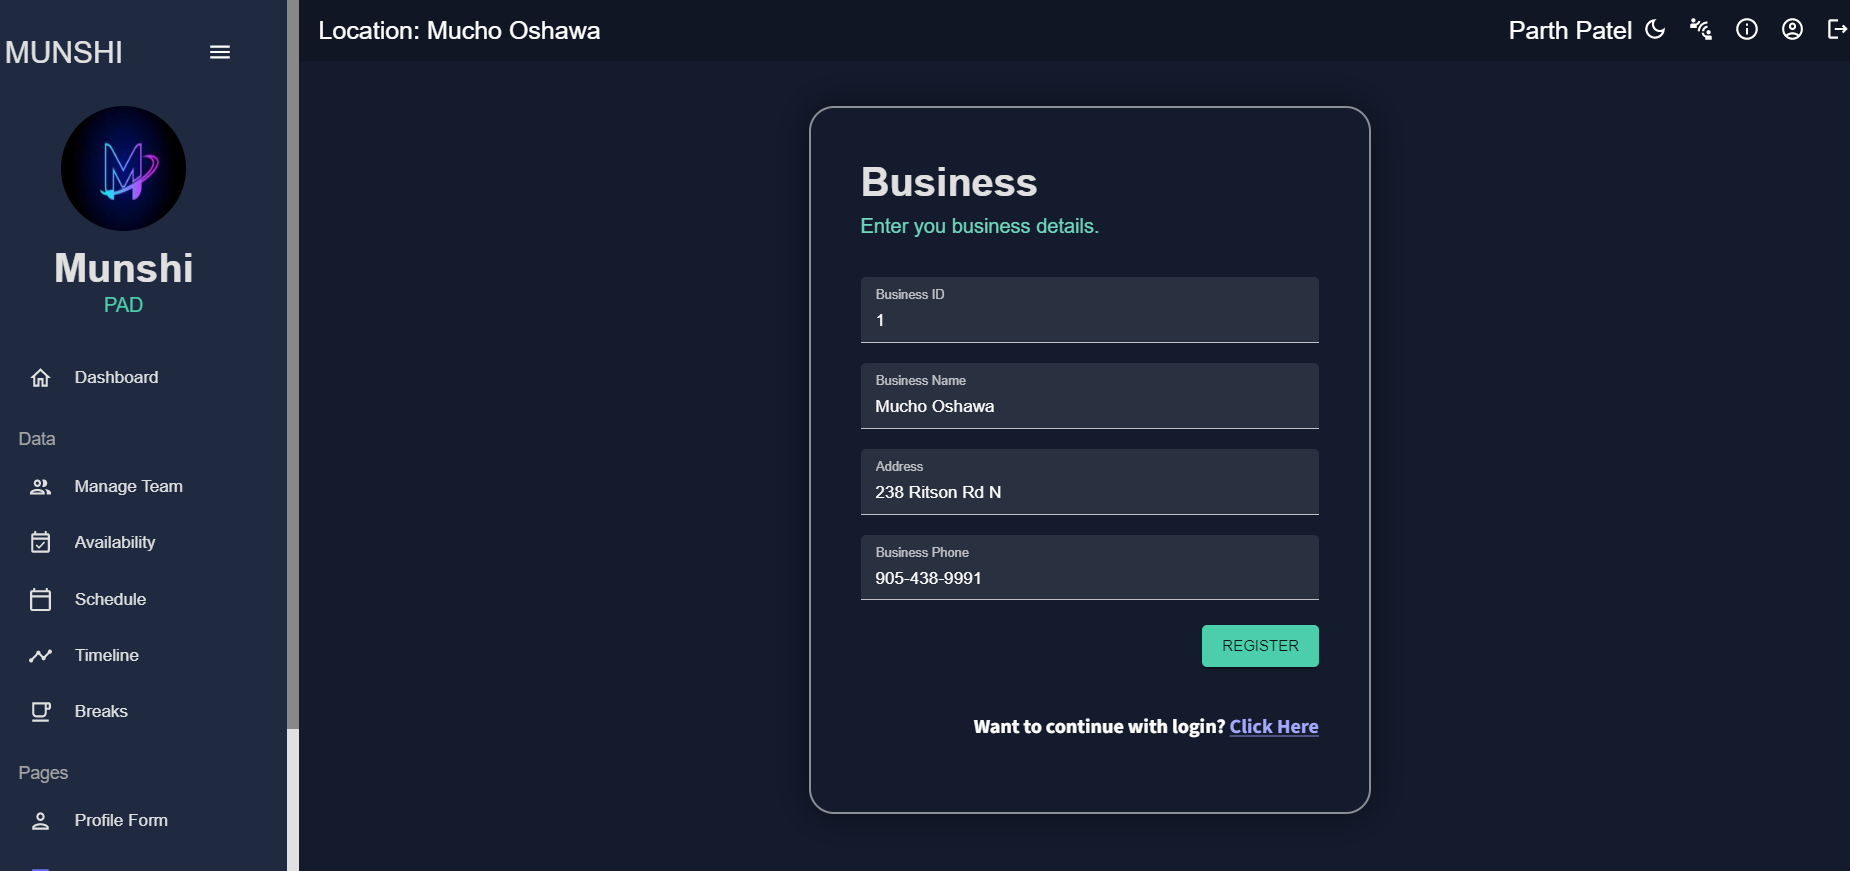 MUNSHI
Location: Mucho Oshawa
Parth Patel
Munshi
PAD
Dashboard
Data
Manage Team
Availability
Schedule
Timeline
Breaks
Pages
Profile Form
Business
Enter you business details.
Business ID
1
Business Name
Mucho Oshawa
Address
238 Ritson Rd N
Business Phone
905-438-9991
REGISTER
Want to continue with login? Click Here